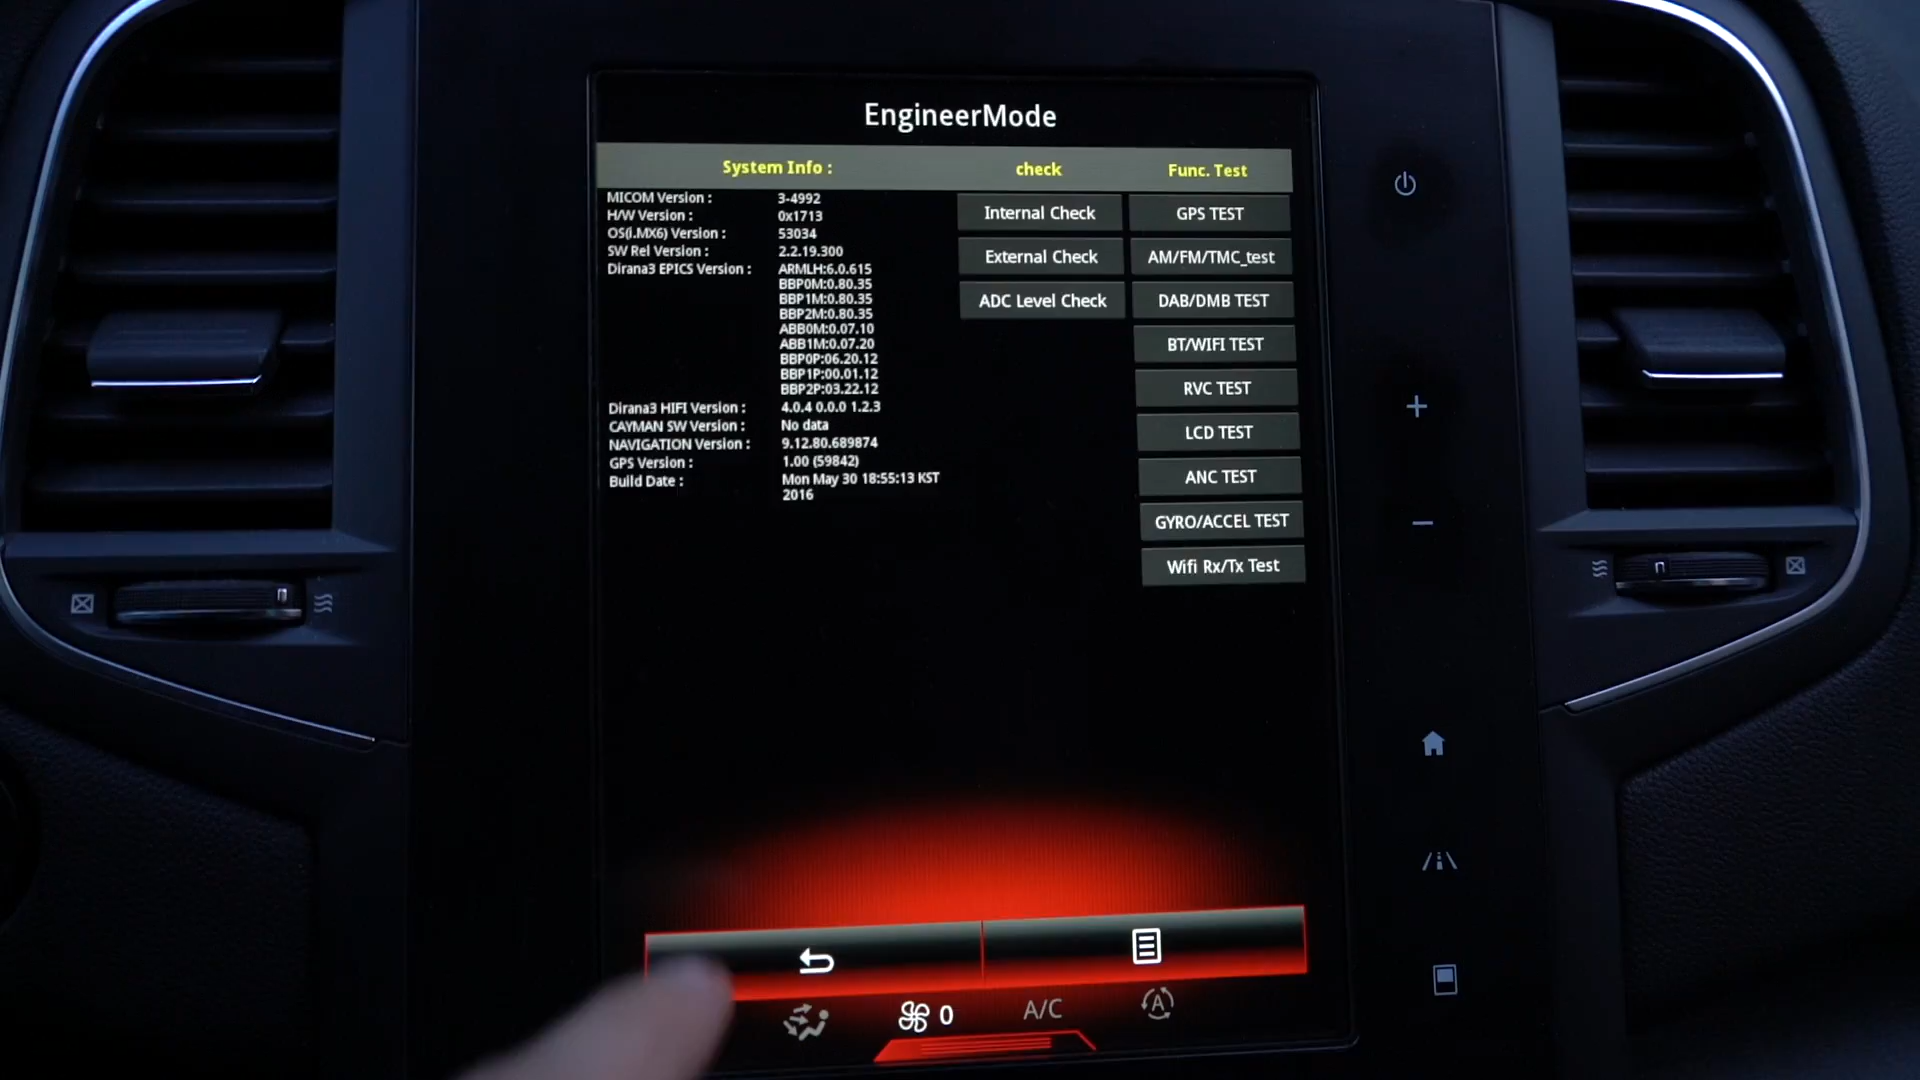 EngineerMode
System Info : check Func. Test
MICOM Version : 3-4992
H/W Version : 0x1713
OS(i.MX6) Version : 53034
SW Rel Version : 2.2.19.300
Dirana3 EPICS Version : ARMLH:6.0.615
BBP0M:0.80.35
BBP1M:0.80.35
BBP2M:0.80.35
ABB0M:0.07.10
ABB1M:0.07.20
BBP0P:06.20.12
BBP1P:00.01.12
BBP2P:03.22.12
Dirana3 HIFI Version : 4.0.4 0.0.0 1.2.3
CAYMAN SW Version : No data
NAVIGATION Version : 9.12.80.689874
GPS Version : 1.00 (59842)
Build Date : Mon May 30 18:55:13 KST
2016
Internal Check
External Check
ADC Level Check
GPS TEST
AM/FM/TMC_test
DAB/DMB TEST
BT/WIFI TEST
RVC TEST
LCD TEST
ANC TEST
GYRO/ACCEL TEST
Wifi Rx/Tx Test
0 A/C A